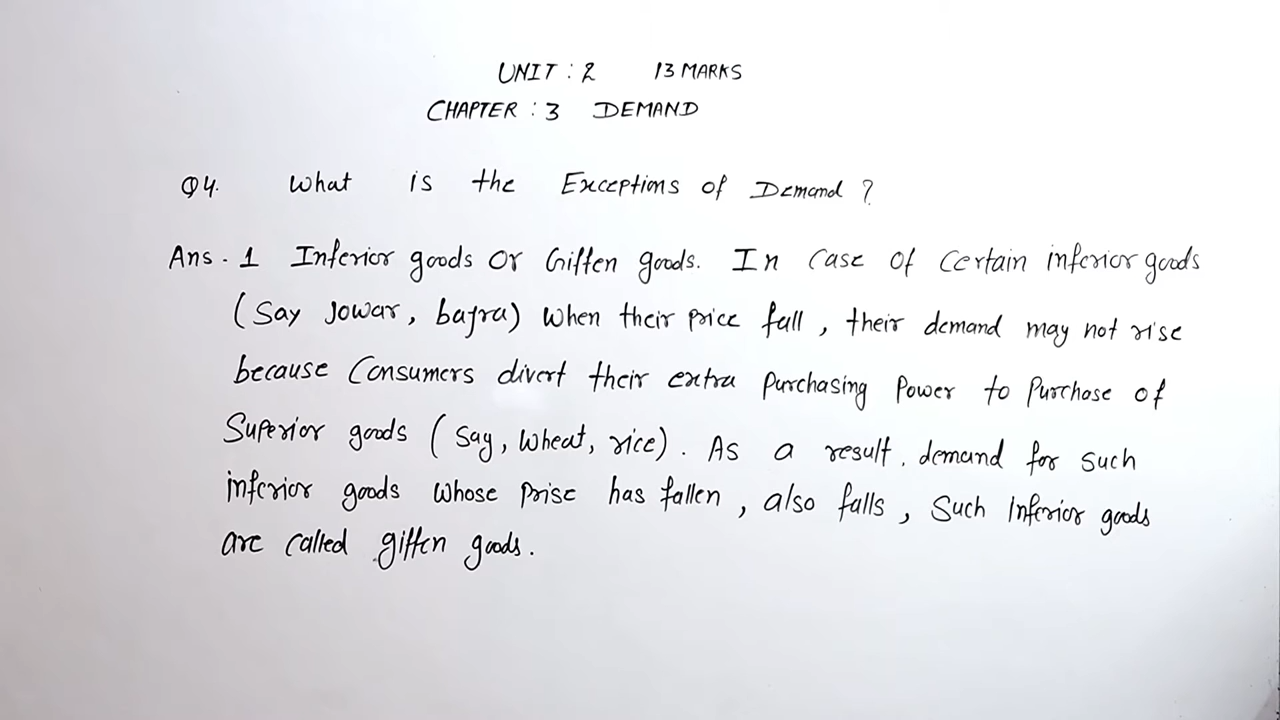 UNIT : 2 13 MARKS
CHAPTER : 3 DEMAND
Q4. What is the Exceptions of Demand ?
Ans. 1 Inferior goods Or Giffen goods. In case of certain inferior goods
(Say Jowar, bajra) When their price fall, their demand may not rise
because Consumers divert their extra Purchasing Power to Purchase of
Superior goods (Say, Wheat, rice). As a result. demand for such
inferior goods whose Prise has fallen, also falls, Such Inferior goods
are called giffen goods.